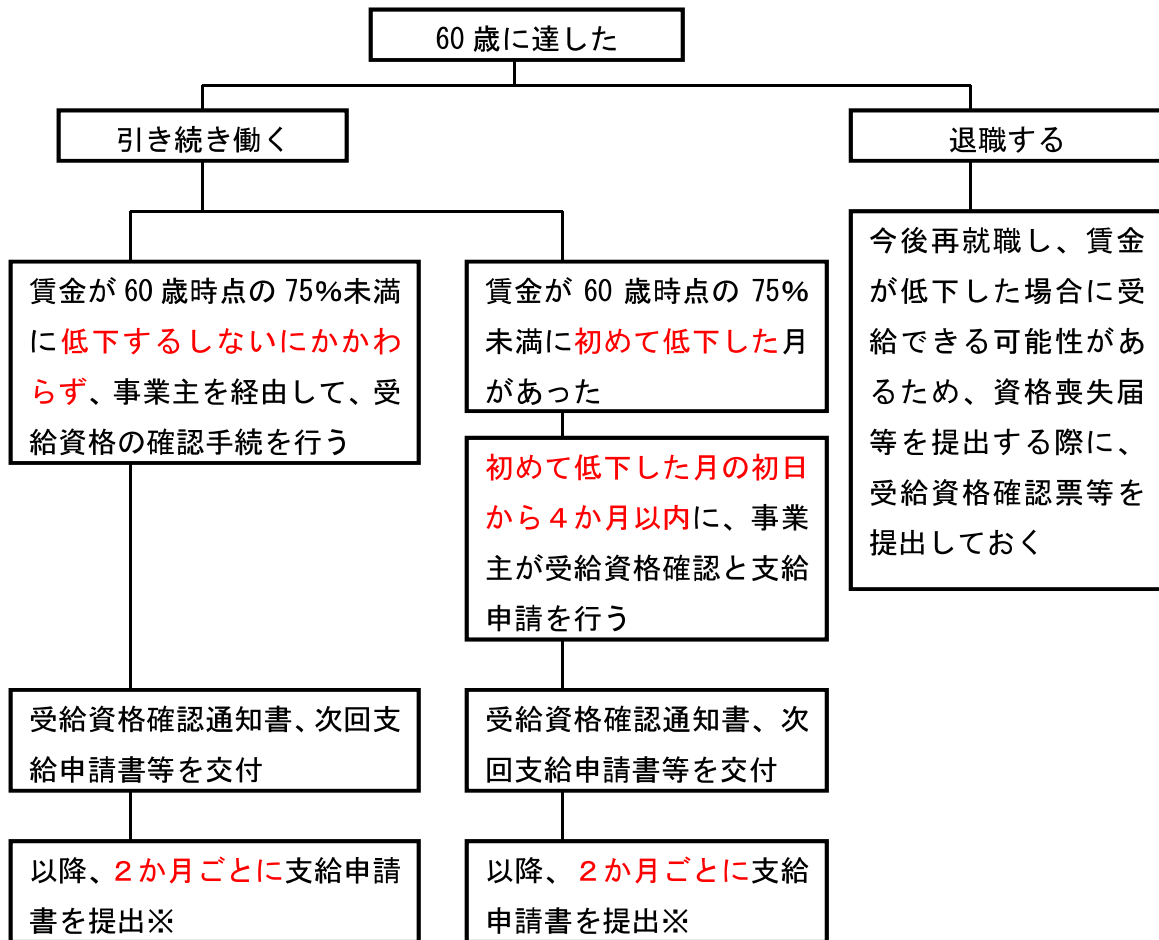 60歳に達した
引き続き働く
退職する
賃金が60歳時点の75%未満
に低下するしないにかかわ
らず、事業主を経由して、受
給資格の確認手続を行う
賃金が60歳時点の75%
未満に初めて低下した月
があった
今後再就職し、賃金
が低下した場合に受
給できる可能性があ
るため、資格喪失届
等を提出する際に、
受給資格確認票等を
提出しておく
初めて低下した月の初日
から4か月以内に、事業
主が受給資格確認と支給
申請を行う
受給資格確認通知書、次回支
給申請書等を交付
受給資格確認通知書、次
回支給申請書等を交付
以降、2か月ごとに支給申請
書を提出※
以降、2か月ごとに支給
申請書を提出※